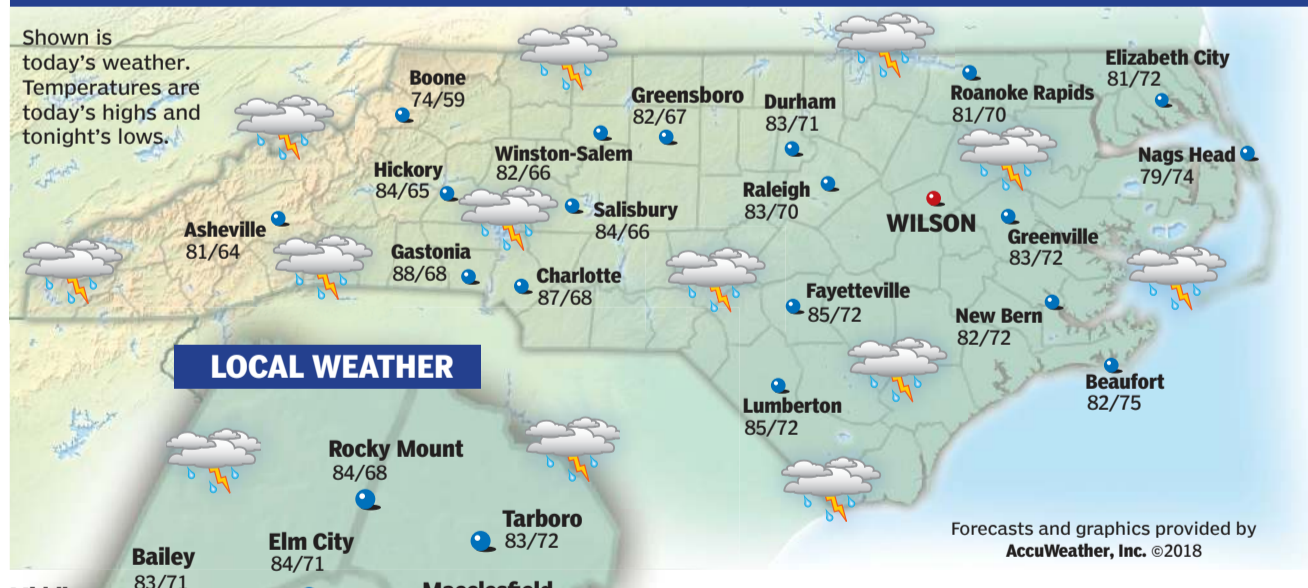 Shown is
today's weather.
Temperatures are
today's highs and
tonight's lows.
Boone
74/59
Greensboro
82/67
Durham
83/71
Roanoke Rapids
81/70
Elizabeth City
81/72
Winston-Salem
82/66
Hickory
84/65
Nags Head
79/74
Raleigh
83/70
WILSON
Salisbury
84/66
Asheville
81/64
Greenville
83/72
Gastonia
88/68
Charlotte
87/68
Fayetteville
85/72
New Bern
82/72
Beaufort
82/75
Lumberton
85/72
LOCAL WEATHER
Rocky Mount
84/68
Tarboro
83/72
Elm City
84/71
Bailey
83/71
Forecasts and graphics provided by
AccuWeather, Inc. ©2018